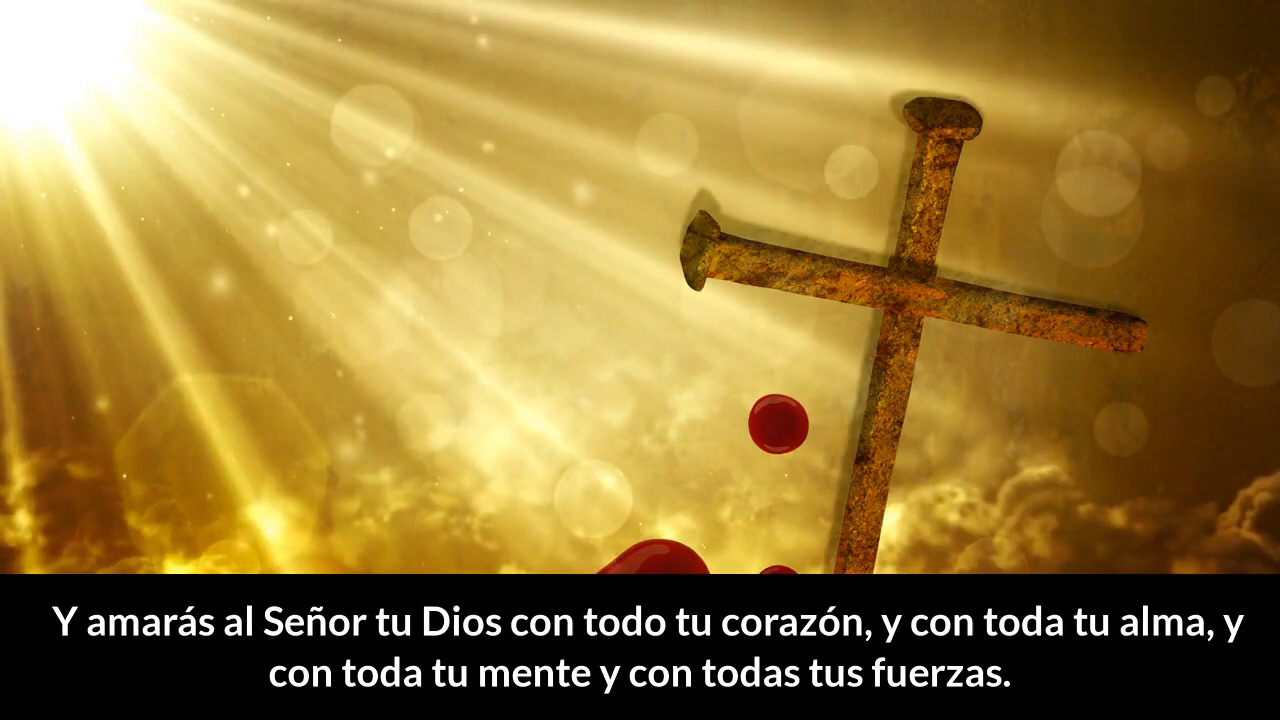 Y amarás al Señor tu Dios con todo tu corazón, y con toda tu alma, y
con toda tu mente y con todas tus fuerzas.